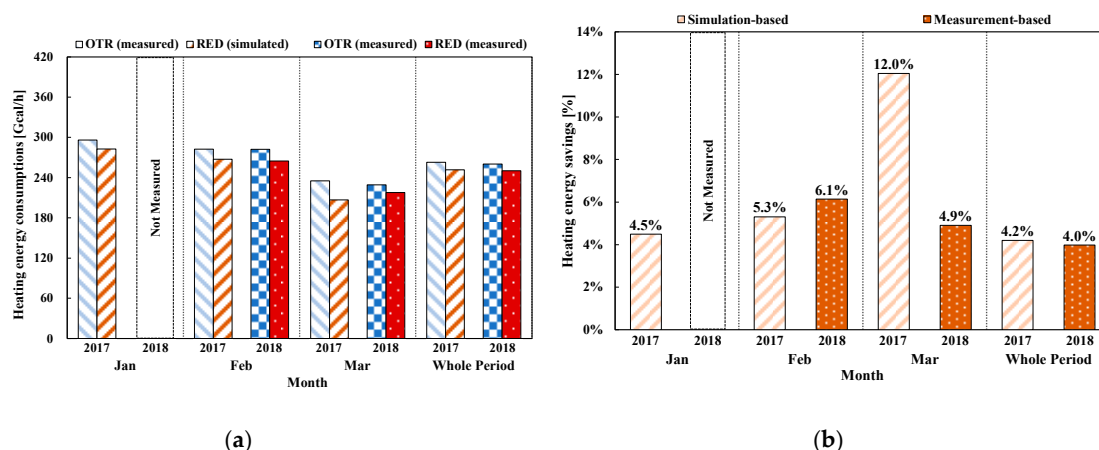 OTR (measured) RED (simulated) OTR (measured) RED (measured)
Heating energy consumptions [Gcal/h]
420
360
300
240
180
120
60
0
Not Measured
2017 2018 2017 2018 2017 2018 2017 2018
Jan Feb Mar Whole Period
Month
(a)
Simulation-based Measurement-based
Heating energy savings [%]
14%
12%
10%
8%
6%
4%
2%
0%
4.5%
Not Measured
5.3%
6.1%
12.0%
4.9%
4.2%
4.0%
2017 2018 2017 2018 2017 2018 2017 2018
Jan Feb Mar Whole Period
Month
(b)